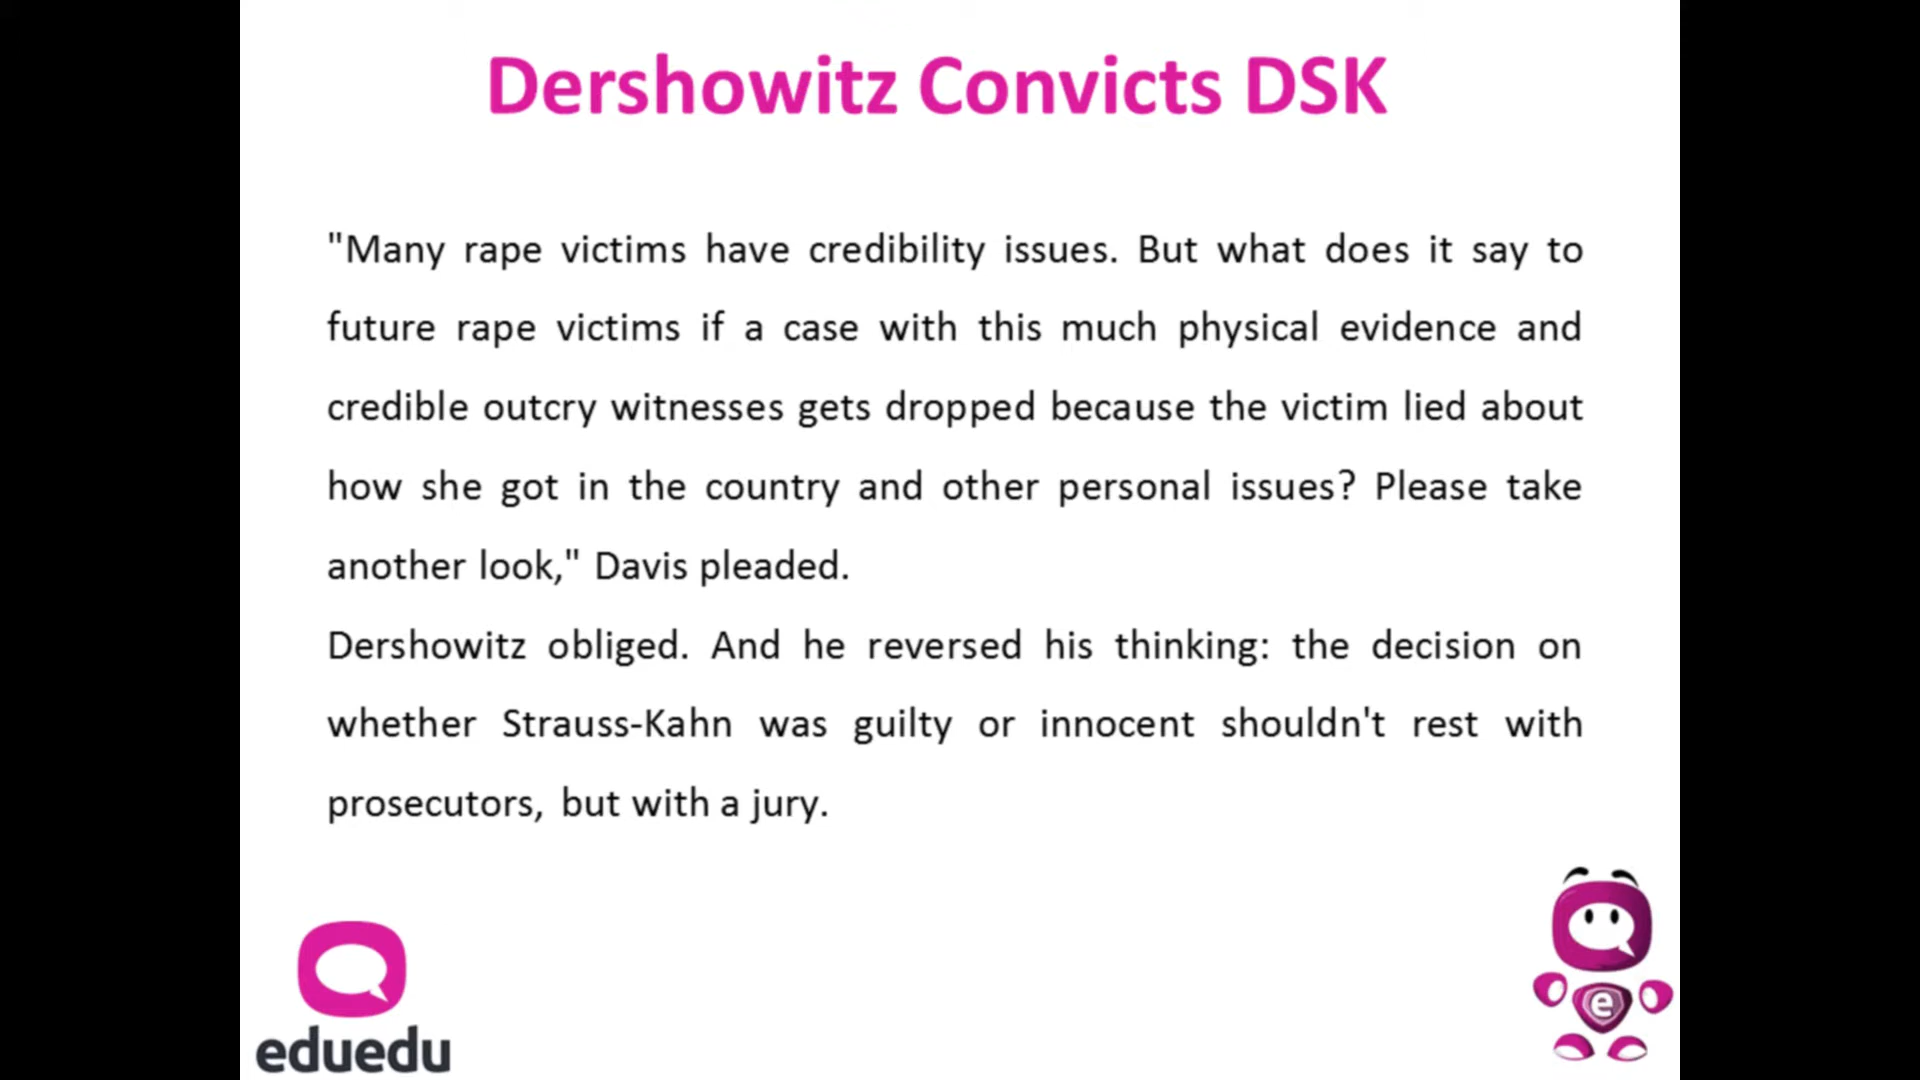 Dershowitz Convicts DSK
"Many rape victims have credibility issues. But what does it say to
future rape victims if a case with this much physical evidence and
credible outcry witnesses gets dropped because the victim lied about
how she got in the country and other personal issues? Please take
another look," Davis pleaded.
Dershowitz obliged. And he reversed his thinking: the decision on
whether Strauss-Kahn was guilty or innocent shouldn't rest with
prosecutors, but with a jury.
eduedu
e